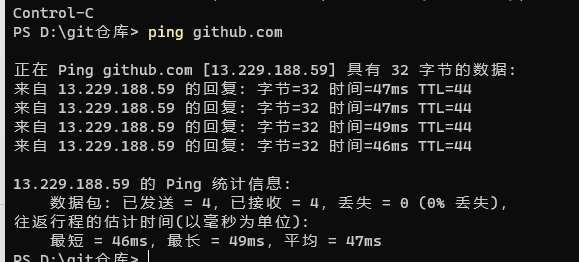 Control-C
PS D:\git仓库> ping github.com
正在 Ping github.com [13.229.188.59] 具有 32 字节的数据:
来自 13.229.188.59 的回复: 字节=32 时间=47ms TTL=44
来自 13.229.188.59 的回复: 字节=32 时间=47ms TTL=44
来自 13.229.188.59 的回复: 字节=32 时间=49ms TTL=44
来自 13.229.188.59 的回复: 字节=32 时间=46ms TTL=44
13.229.188.59 的 Ping 统计信息:
数据包: 已发送 = 4, 已接收 = 4, 丢失 = 0 (0% 丢失),
往返行程的估计时间(以毫秒为单位):
最短 = 46ms, 最长 = 49ms, 平均 = 47ms
PS D:\git仓库>